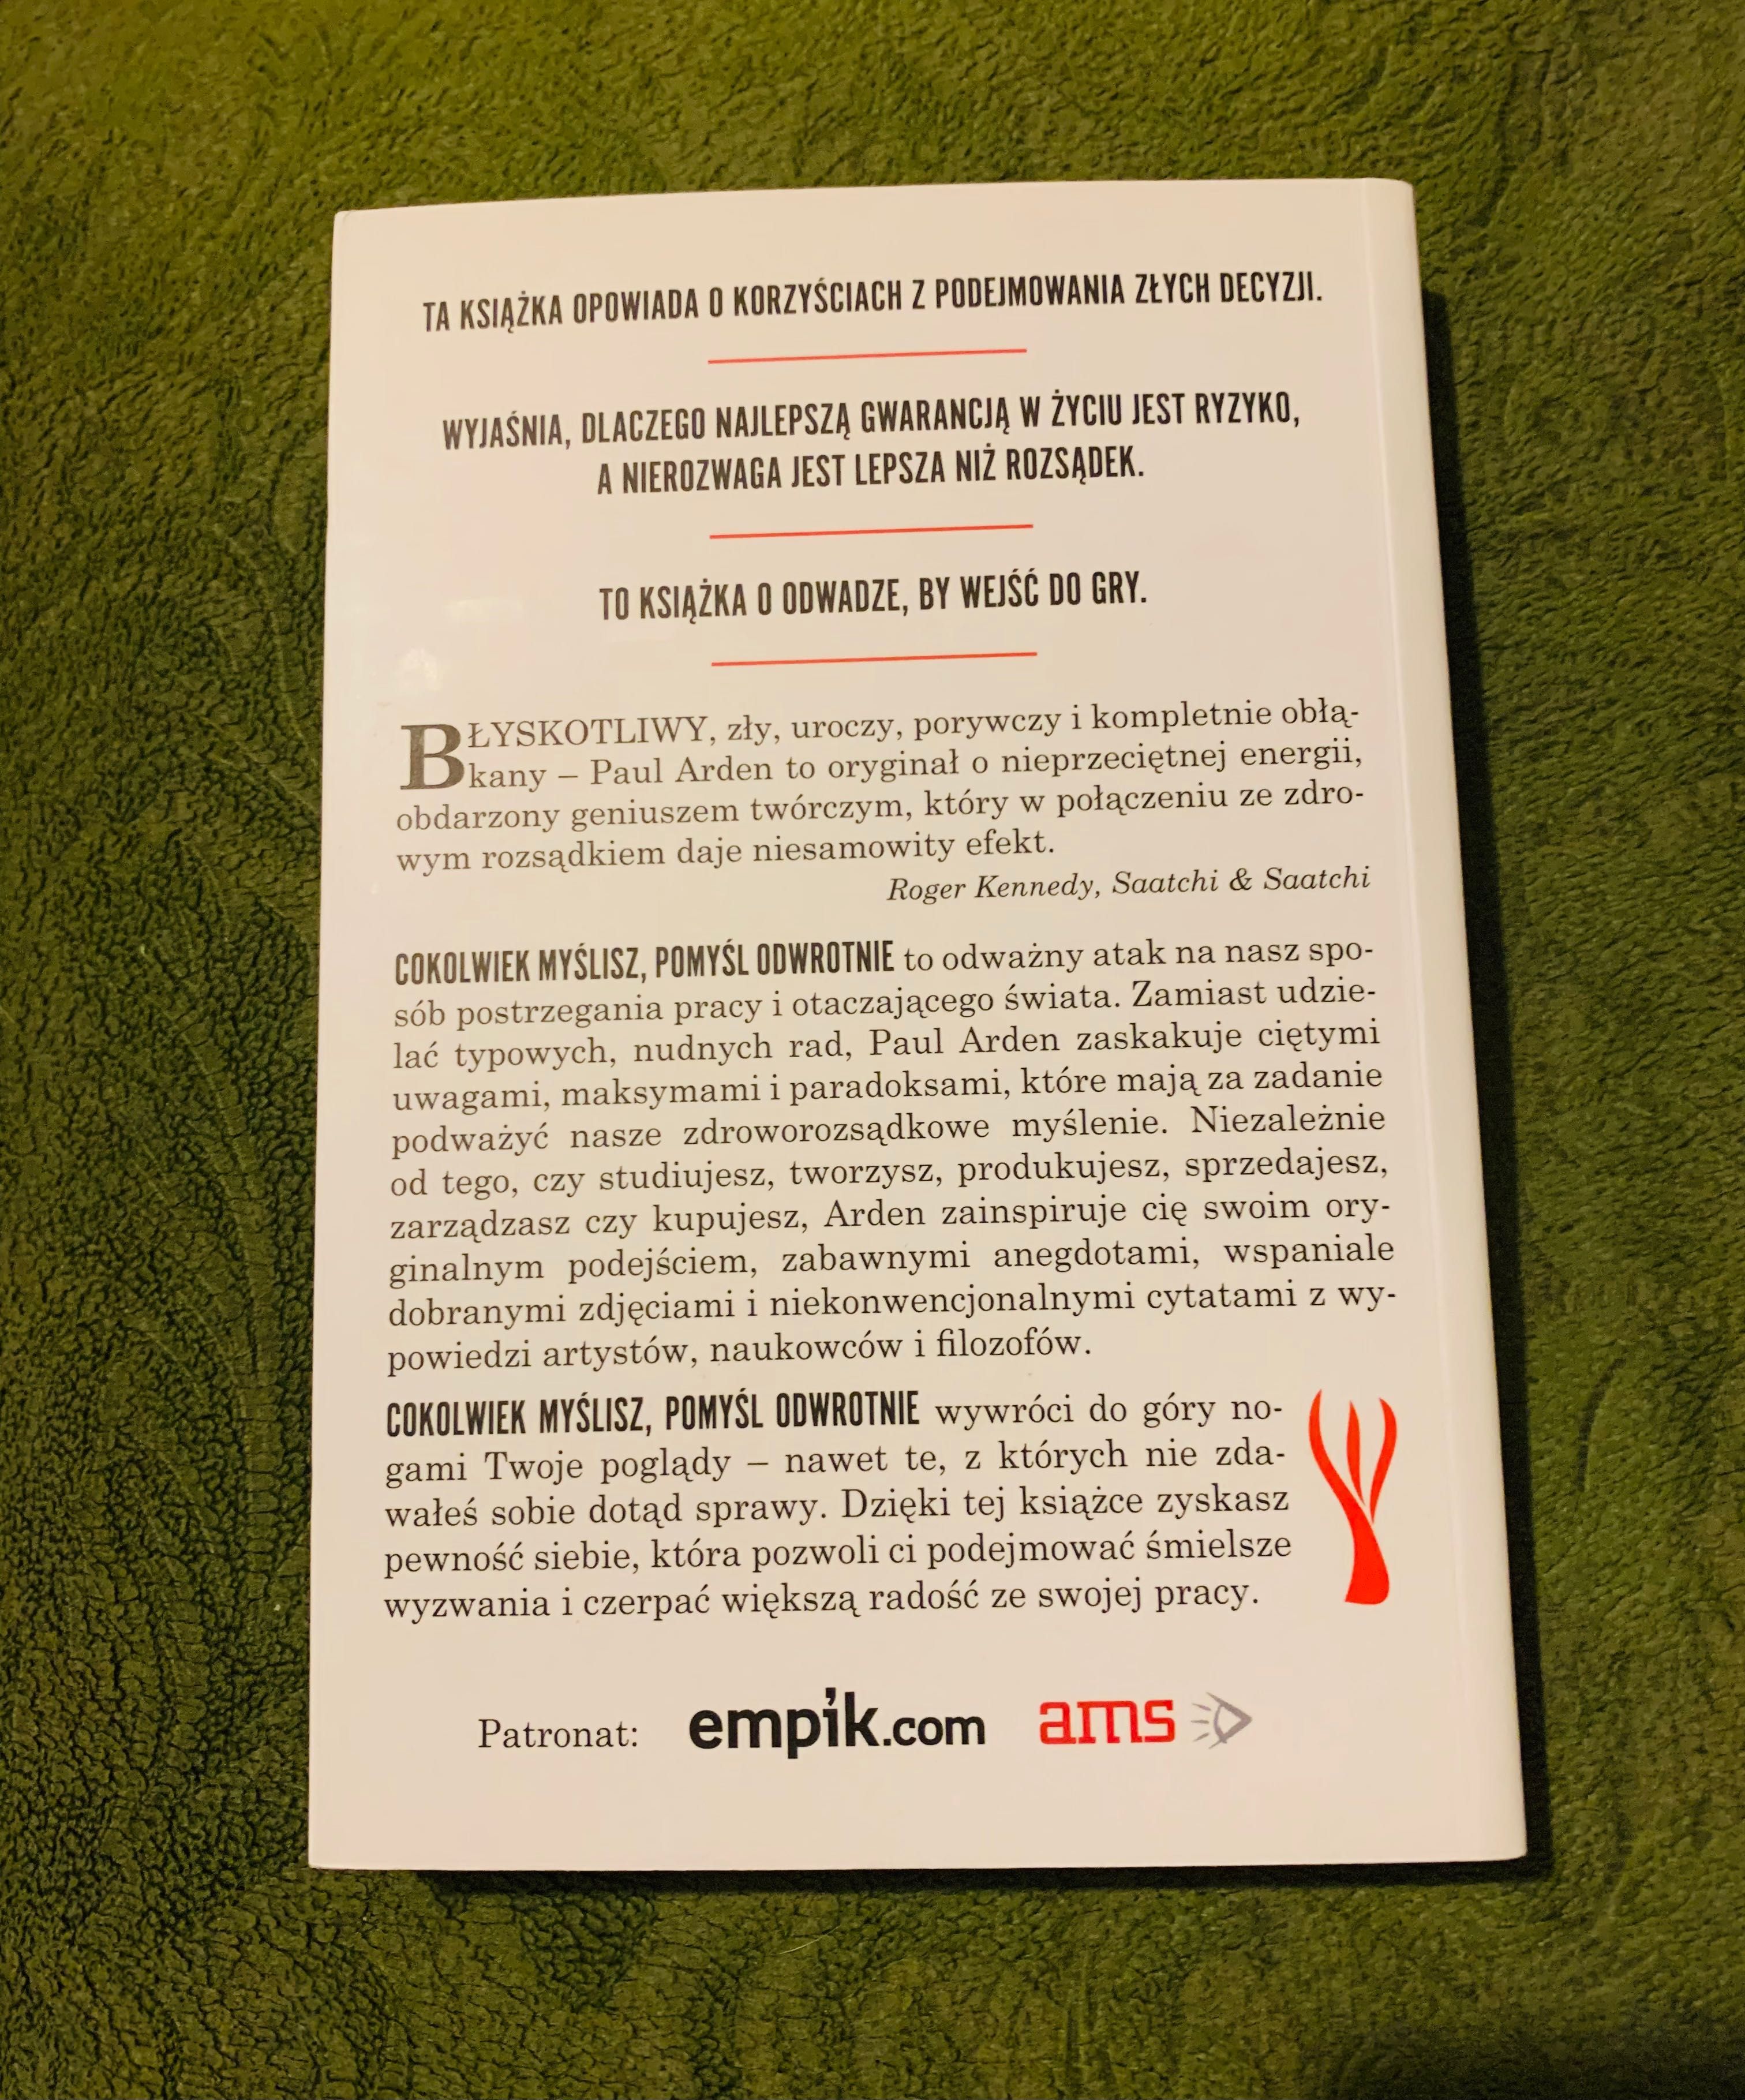 TA KSIĄŻKA OPOWIADA O KORZYŚCIACH Z PODEJMOWANIA ZŁYCH DECYZJI.
WYJAŚNIA, DLACZEGO NAJLEPSZĄ GWARANCJĄ W ŻYCIU JEST RYZYKO,
A NIEROZWAGA JEST LEPSZA NIŻ ROZSĄDEK.
TO KSIĄŻKA O ODWADZE, BY WEJŚĆ DO GRY.
BŁYSKOTLIWY, zły, uroczy, porywczy i kompletnie obłą-
kany – Paul Arden to oryginał o nieprzeciętnej energii,
obdarzony geniuszem twórczym, który w połączeniu ze zdro-
wym rozsądkiem daje niesamowity efekt.
Roger Kennedy, Saatchi & Saatchi
COKOLWIEK MYŚLISZ, POMYŚL ODWROTNIE to odważny atak na nasz spo-
sób postrzegania pracy i otaczającego świata. Zamiast udzie-
lać typowych, nudnych rad, Paul Arden zaskakuje ciętymi
uwagami, maksymami i paradoksami, które mają za zadanie
podważyć nasze zdroworozsądkowe myślenie. Niezależnie
od tego, czy studiujesz, tworzysz, produkujesz, sprzedajesz,
zarządzasz czy kupujesz, Arden zainspiruje cię swoim ory-
ginalnym podejściem, zabawnymi anegdotami, wspaniale
dobranymi zdjęciami i niekonwencjonalnymi cytatami z wy-
powiedzi artystów, naukowców i filozofów.
COKOLWIEK MYŚLISZ, POMYŚL ODWROTNIE wywróci do góry no-
gami Twoje poglądy – nawet te, z których nie zda-
wałeś sobie dotąd sprawy. Dzięki tej książce zyskasz
pewność siebie, która pozwoli ci podejmować śmielsze
wyzwania i czerpać większą radość ze swojej pracy.
Patronat: empik.com ams